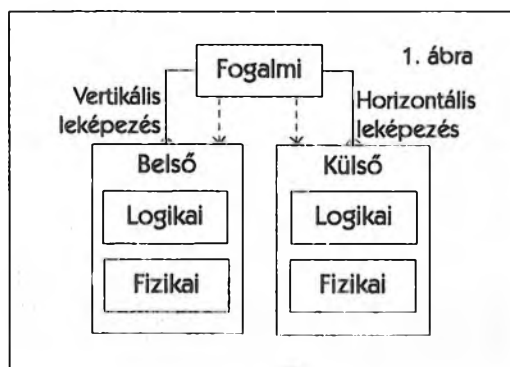 1. ábra
Fogalmi
Vertikális
leképezés
Horizontális
leképezés
Belső
Logikai
Fizikai
Külső
Logikai
Fizikai